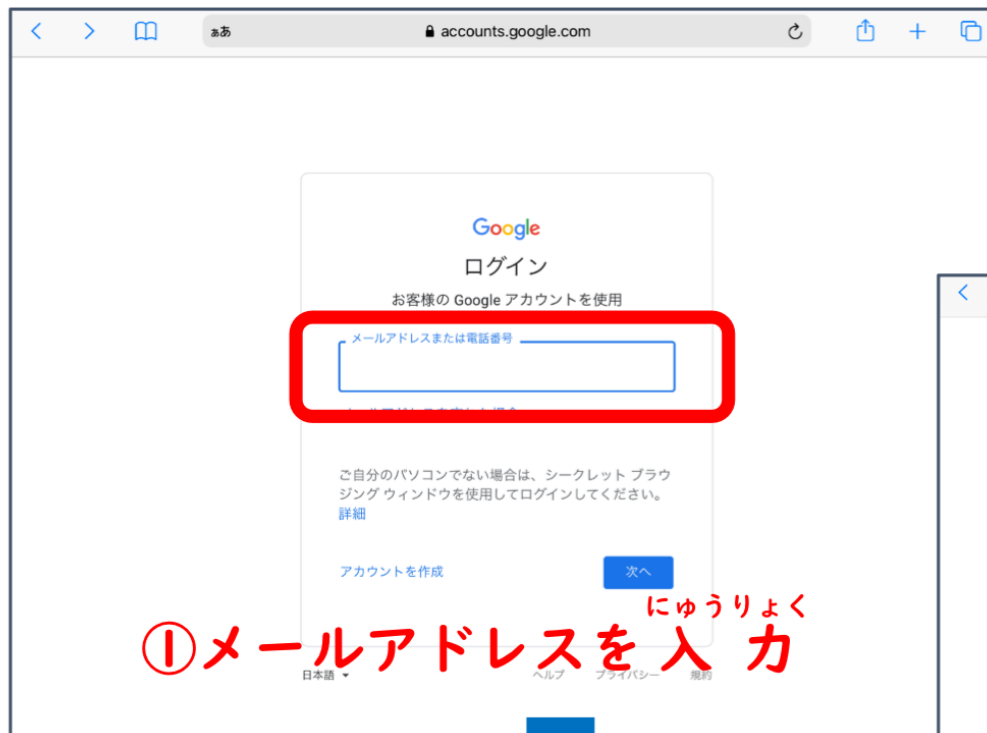 ぁあ
accounts.google.com
Google
ログイン
お客様の Google アカウントを使用
メールアドレスまたは電話番号
ご自分のパソコンでない場合は、シークレット ブラウ
ジング ウィンドウを使用してログインしてください。
詳細
アカウントを作成
次へ
にゅうりょく
①メールアドレスを入力
日本語
ヘルプ
プライバシー
規約